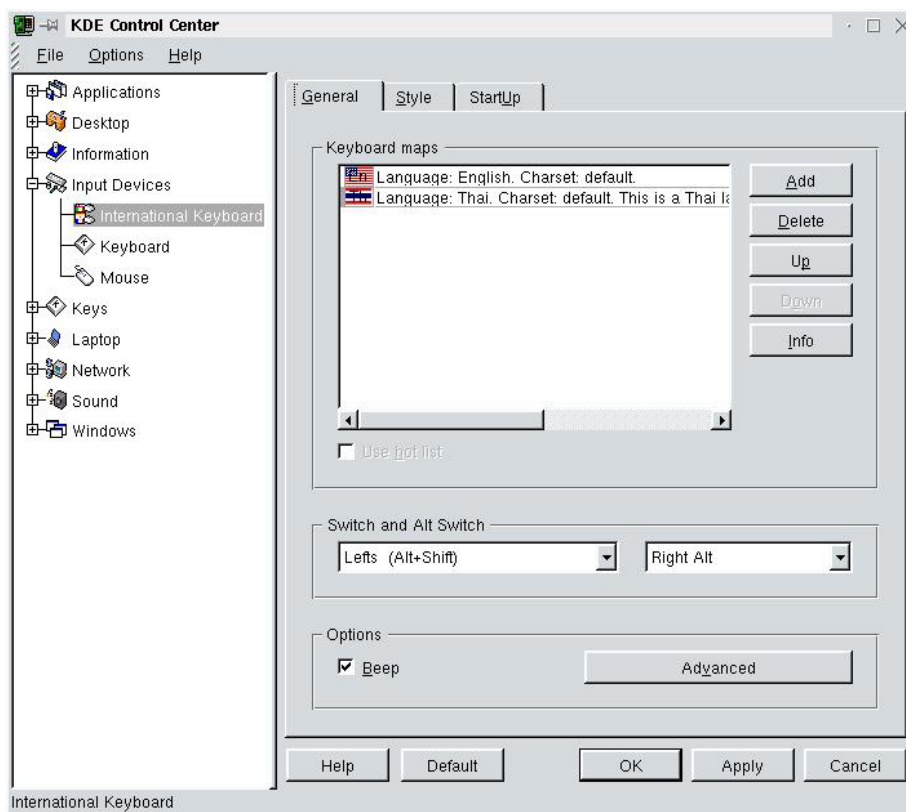 KDE Control Center
File Options Help
Applications
Desktop
Information
Input Devices
International Keyboard
Keyboard
Mouse
Keys
Laptop
Network
Sound
Windows
General Style StartUp
Keyboard maps
En Language: English. Charset: default.
Th Language: Thai. Charset: default. This is a Thai la
Add
Delete
Up
Down
Info
Use hot list
Switch and Alt Switch
Lefts (Alt+Shift) Right Alt
Options
Beep Advanced
Help Default OK Apply Cancel
International Keyboard